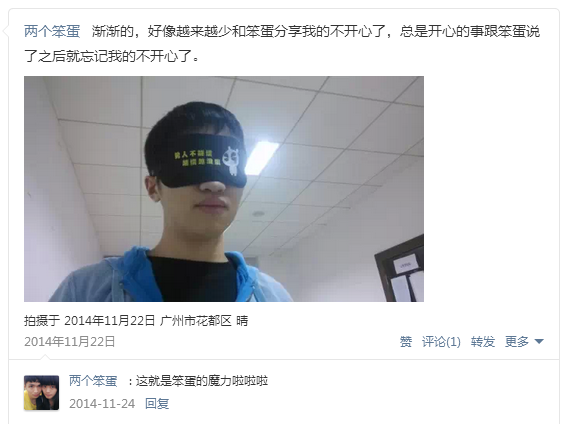 两个笨蛋 渐渐的，好像越来越少和笨蛋分享我的不开心了，总是开心的事跟笨蛋说
了之后就忘记我的不开心了。
拍摄于 2014年11月22日 广州市花都区 晴
2014年11月22日 赞 评论(1) 转发 更多
两个笨蛋 : 这就是笨蛋的魔力啦啦啦
2014-11-24 回复